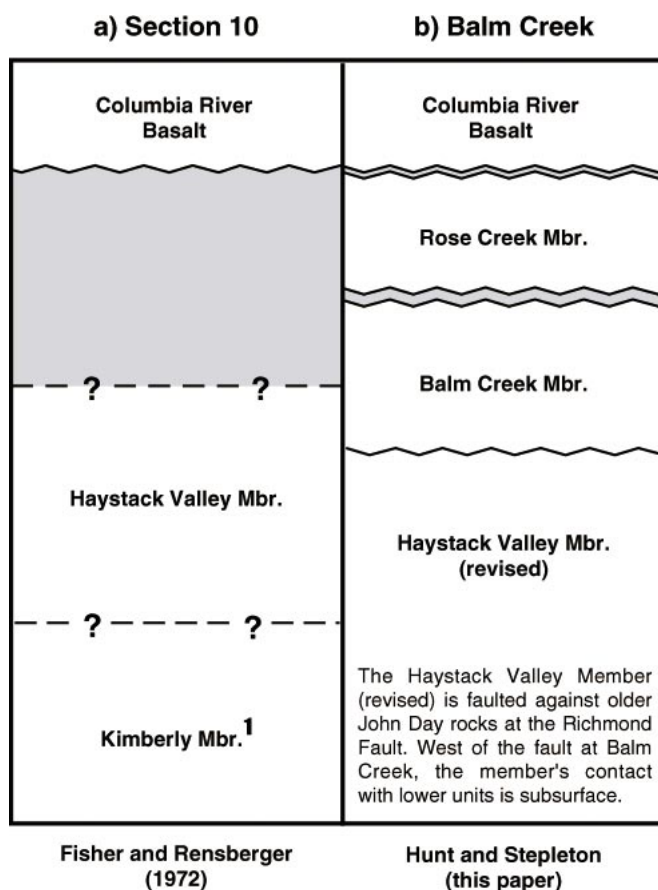 a) Section 10
b) Balm Creek
Columbia River
Basalt
?
?
Haystack Valley Mbr.
?
?
Kimberly Mbr.1
Fisher and Rensberger
(1972)
Columbia River
Basalt
Rose Creek Mbr.
Balm Creek Mbr.
Haystack Valley Mbr.
(revised)
The Haystack Valley Member
(revised) is faulted against older
John Day rocks at the Richmond
Fault. West of the fault at Balm
Creek, the member's contact
with lower units is subsurface.
Hunt and Stepleton
(this paper)